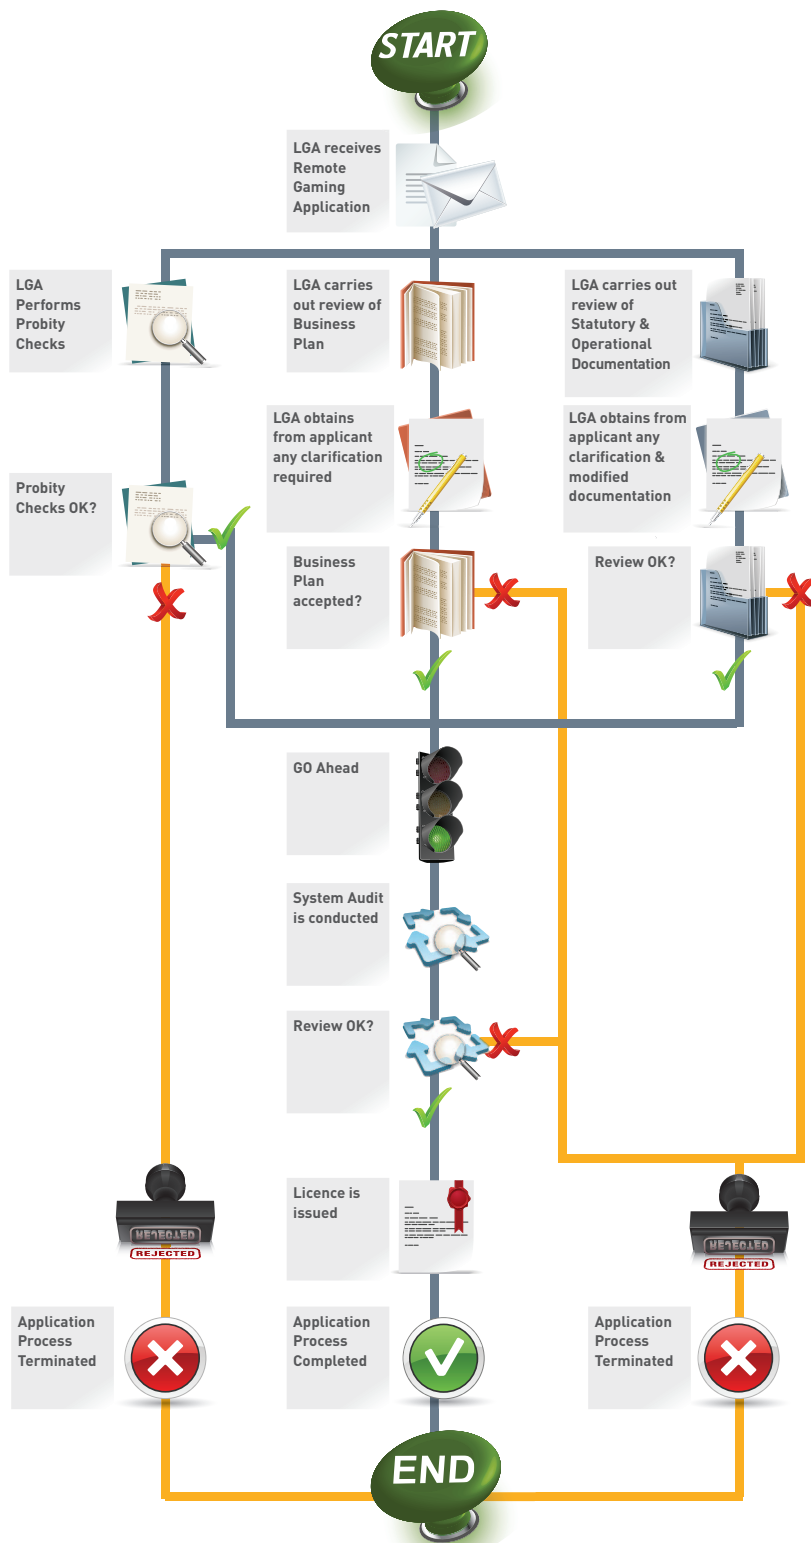 START
LGA receives
Remote
Gaming
Application
LGA
Performs
Probity
Checks
LGA carries
out review of
Business
Plan
LGA carries out
review of
Statutory &
Operational
Documentation
LGA obtains
from applicant
any clarification
required
LGA obtains from
applicant any
clarification &
modified
documentation
Probity
Checks OK?
Business
Plan
accepted?
Review OK?
GO Ahead
System Audit
is conducted
Review OK?
Licence is
issued
REJECTED
REJECTED
REJECTED
REJECTED
Application
Process
Terminated
Application
Process
Completed
Application
Process
Terminated
END